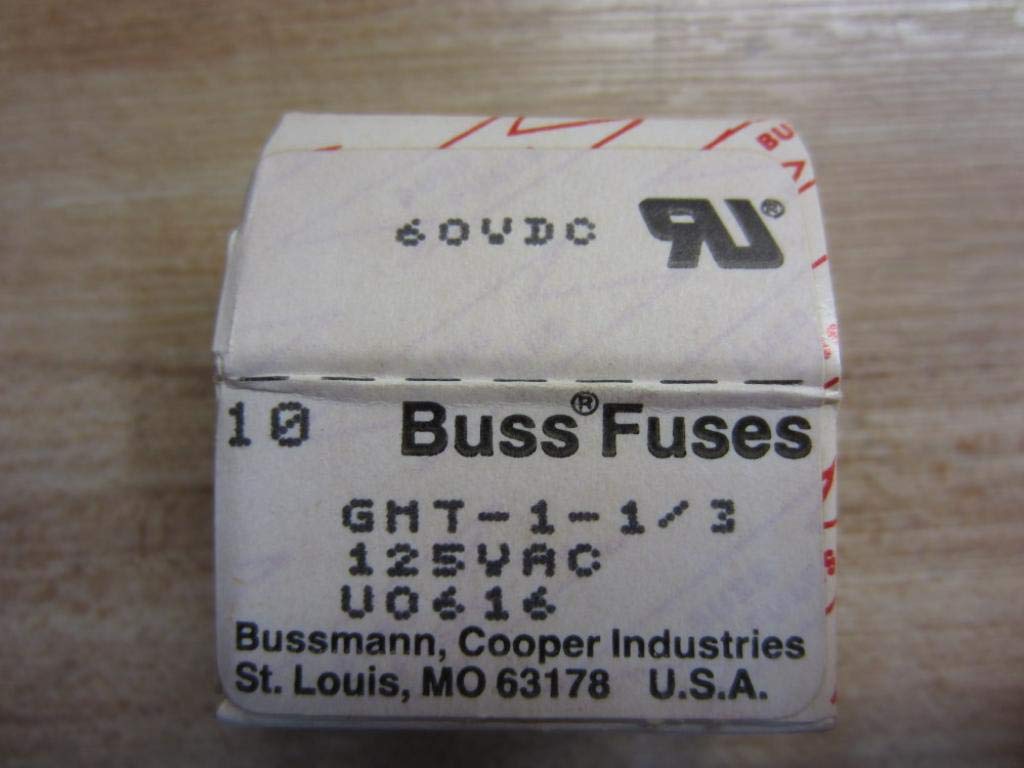 60VDC
10 Buss® Fuses
GMT-1-1/3
125VAC
U0616
Bussmann, Cooper Industries
St. Louis, MO 63178 U.S.A.